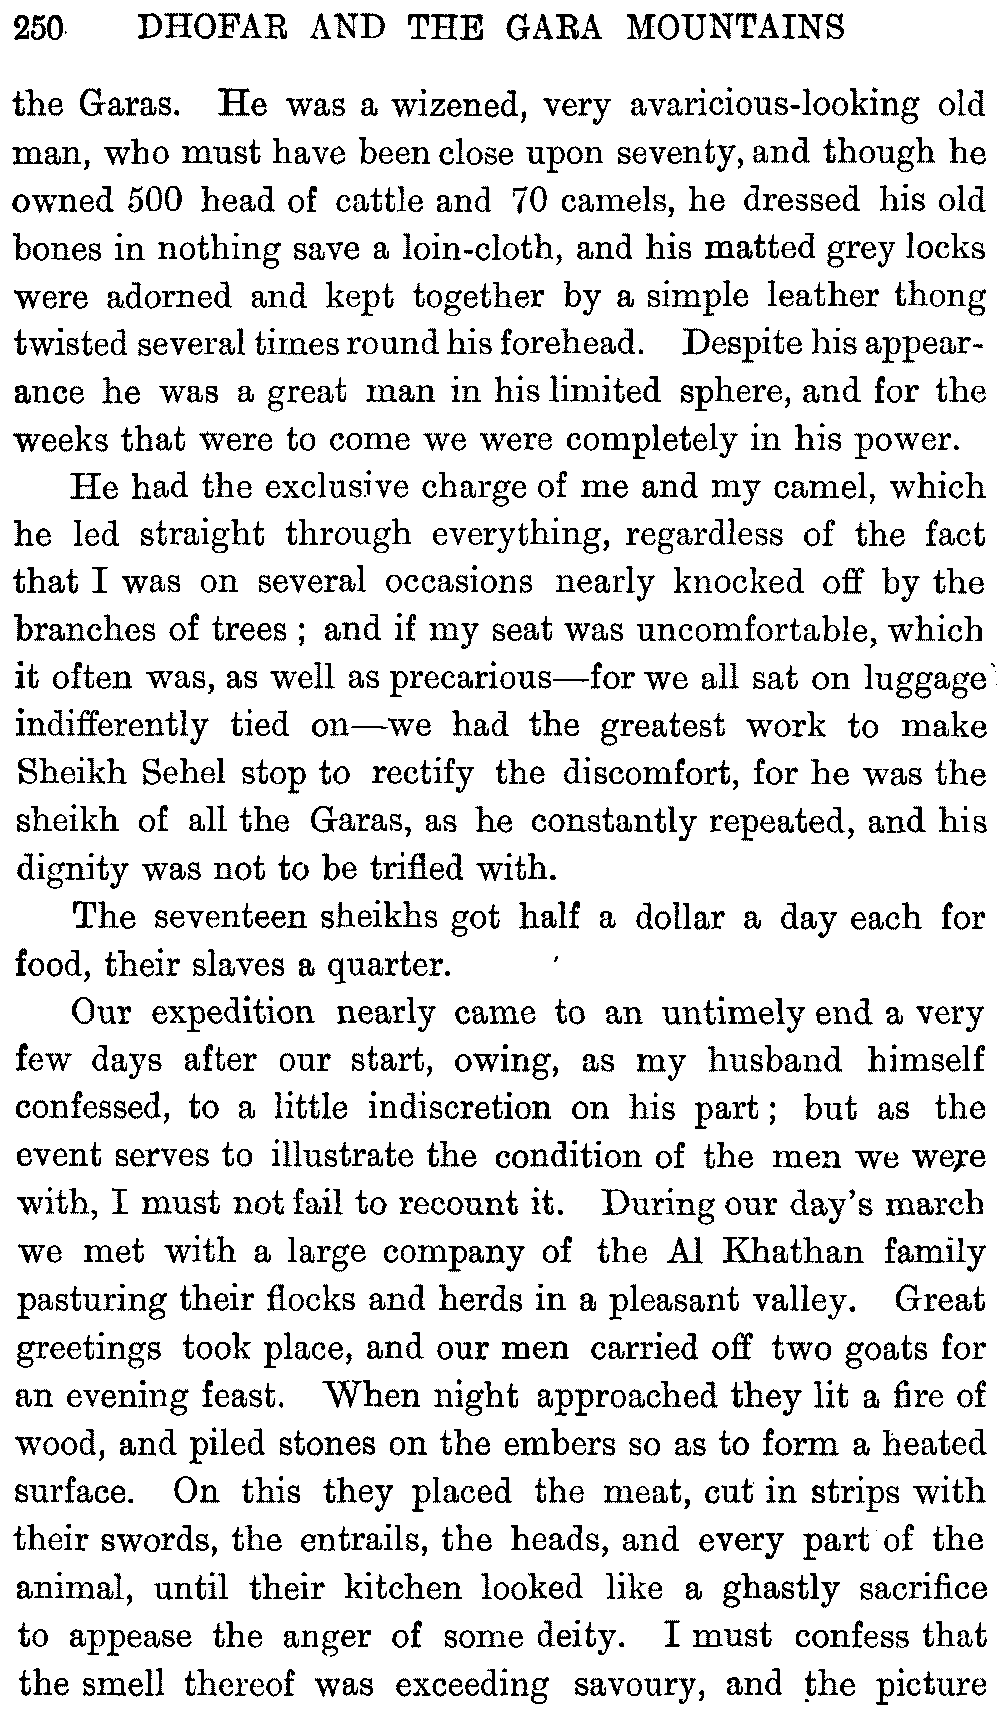 250 DHOFAR AND THE GARA MOUNTAINS
the Garas. He was a wizened, very avaricious-looking old
man, who must have been close upon seventy, and though he
owned 500 head of cattle and 70 camels, he dressed his old
bones in nothing save a loin-cloth, and his matted grey locks
were adorned and kept together by a simple leather thong
twisted several times round his forehead. Despite his appear-
ance he was a great man in his limited sphere, and for the
weeks that were to come we were completely in his power.
He had the exclusive charge of me and my camel, which
he led straight through everything, regardless of the fact
that I was on several occasions nearly knocked off by the
branches of trees ; and if my seat was uncomfortable, which
it often was, as well as precarious—for we all sat on luggage
indifferently tied on—we had the greatest work to make
Sheikh Sehel stop to rectify the discomfort, for he was the
sheikh of all the Garas, as he constantly repeated, and his
dignity was not to be trifled with.
The seventeen sheikhs got half a dollar a day each for
food, their slaves a quarter.
Our expedition nearly came to an untimely end a very
few days after our start, owing, as my husband himself
confessed, to a little indiscretion on his part ; but as the
event serves to illustrate the condition of the men we were
with, I must not fail to recount it. During our day's march
we met with a large company of the Al Khathan family
pasturing their flocks and herds in a pleasant valley. Great
greetings took place, and our men carried off two goats for
an evening feast. When night approached they lit a fire of
wood, and piled stones on the embers so as to form a heated
surface. On this they placed the meat, cut in strips with
their swords, the entrails, the heads, and every part of the
animal, until their kitchen looked like a ghastly sacrifice
to appease the anger of some deity. I must confess that
the smell thereof was exceeding savoury, and the picture